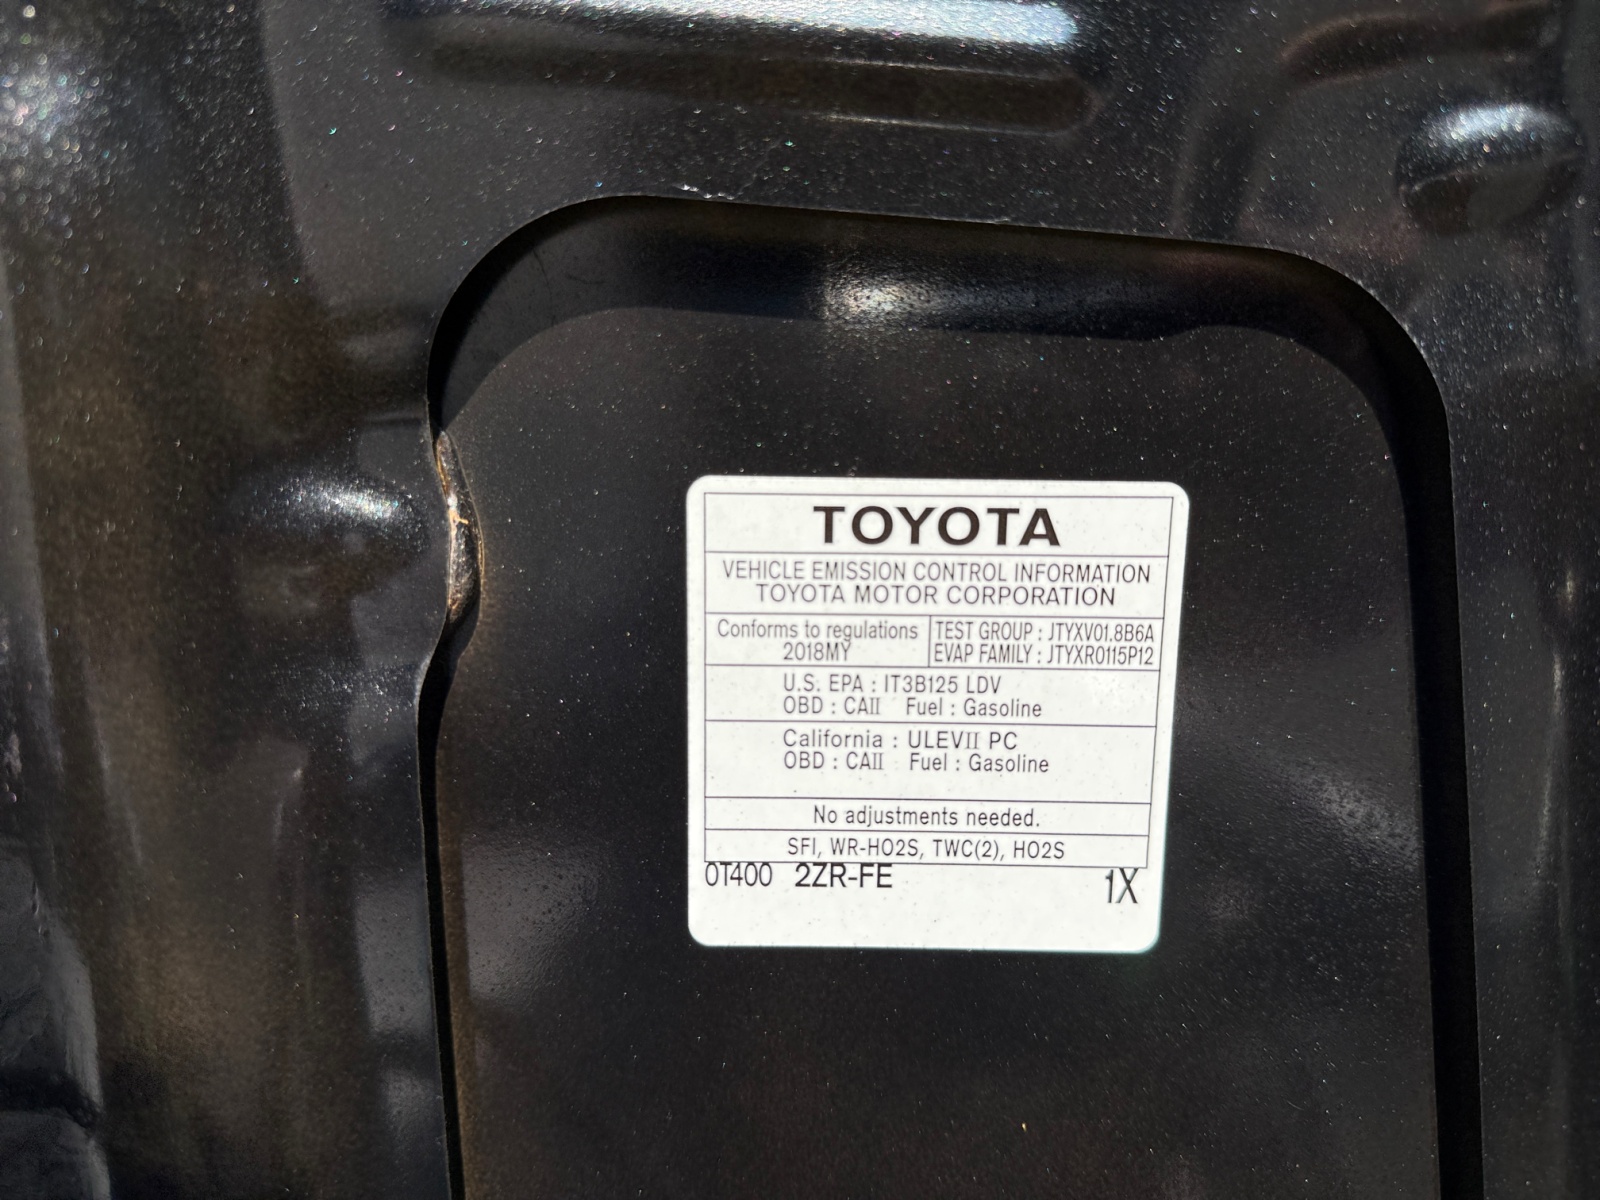 TOYOTA
VEHICLE EMISSION CONTROL INFORMATION
TOYOTA MOTOR CORPORATION
Conforms to regulations
2018MY
TEST GROUP : JTYXV01.8B6A
EVAP FAMILY : JTYXR0115P12
U.S. EPA : IT3B125 LDV
OBD : CAII Fuel : Gasoline
California : ULEVII PC
OBD : CAII Fuel : Gasoline
No adjustments needed.
SFI, WR-HO2S, TWC(2), HO2S
0T400 2ZR-FE 1X